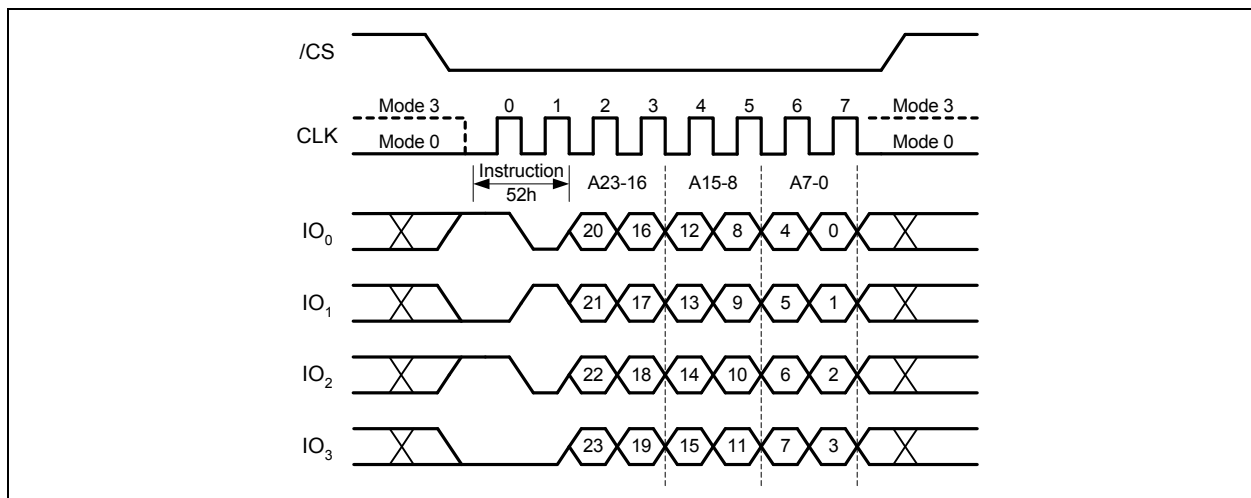 /CS
Mode 3 0 1 2 3 4 5 6 7 Mode 3
CLK
Mode 0 Mode 0
Instruction A23-16 A15-8 A7-0
52h
IO0 20 16 12 8 4 0
IO1 21 17 13 9 5 1
IO2 22 18 14 10 6 2
IO3 23 19 15 11 7 3